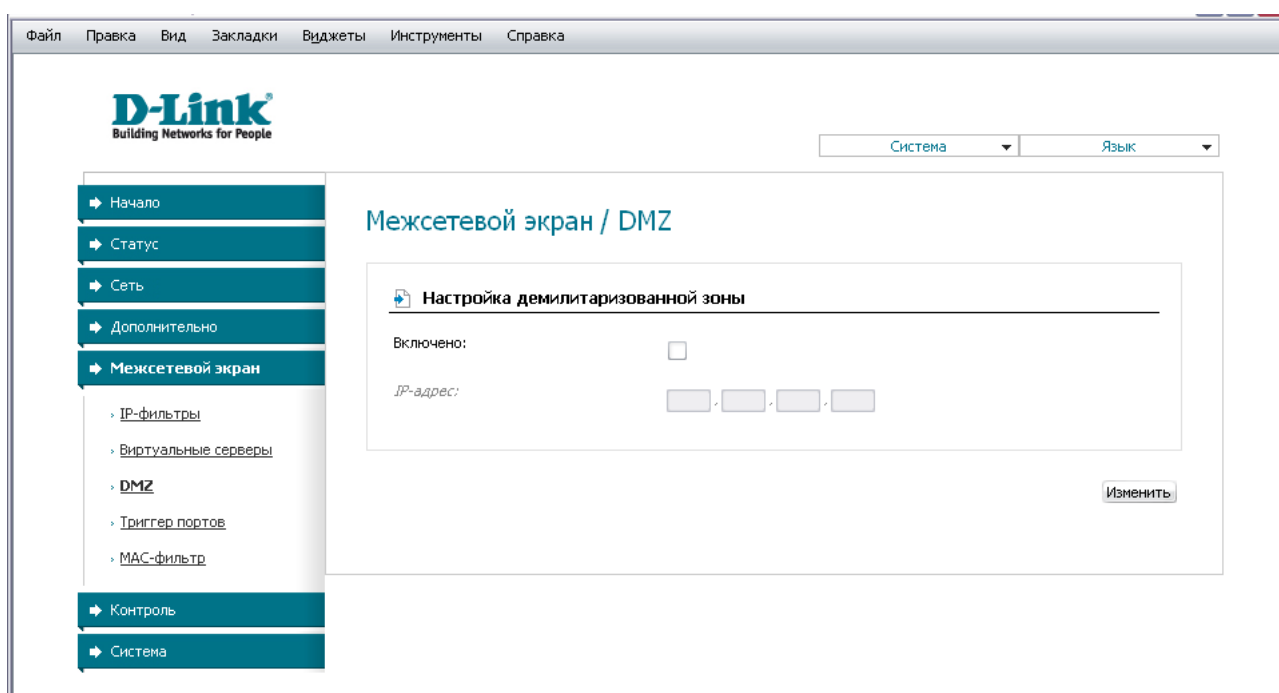 Файл Правка Вид Закладки Виджеты Инструменты Справка
D-Link
Building Networks for People
Система Язык
Начало
Статус
Сеть
Дополнительно
Межсетевой экран
IP-фильтры
Виртуальные серверы
DMZ
Триггер портов
MAC-фильтр
Контроль
Система
Межсетевой экран / DMZ
Настройка демилитаризованной зоны
Включено:
IP-адрес:
Изменить